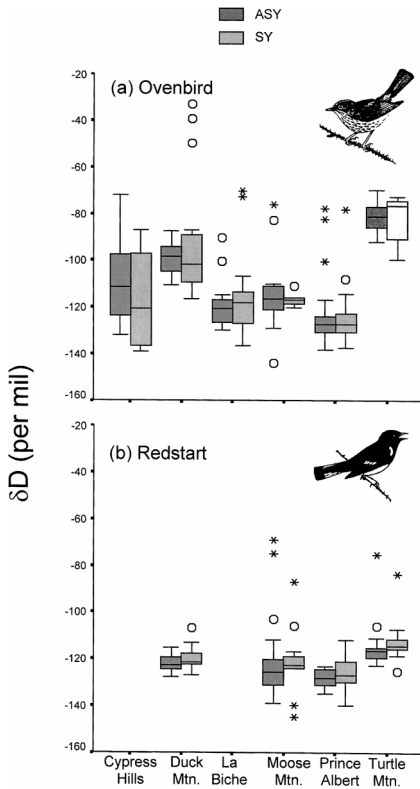 ASY
SY
(a) Ovenbird
-20
-40
-60
-80
-100
-120
-140
-160
δD (per mil)
(b) Redstart
-20
-40
-60
-80
-100
-120
-140
-160
Cypress Hills
Duck Mtn.
La Biche
Moose Mtn.
Prince Albert
Turtle Mtn.